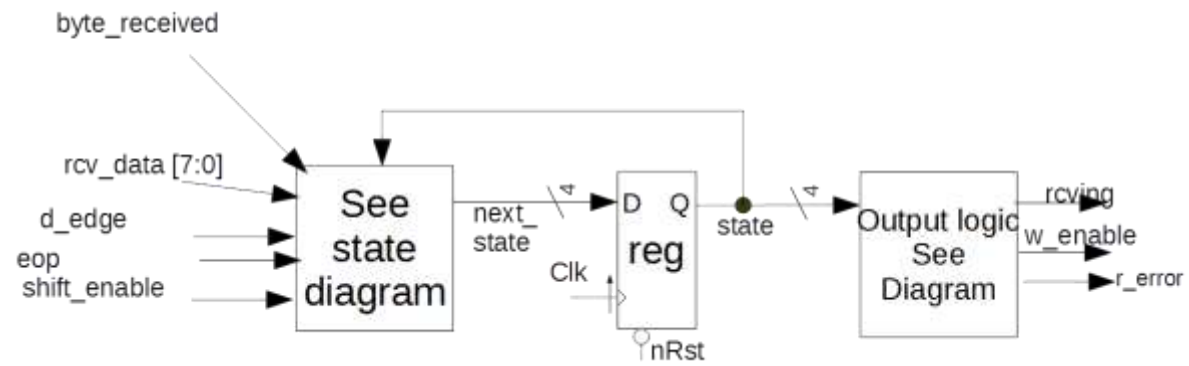 byte_received
rcv_data [7:0]
d_edge
eop
shift_enable
See
state
diagram
4
next_
state
D Q
reg
Clk
nRst
state
4
Output logic
See
Diagram
rcving
w_enable
r_error